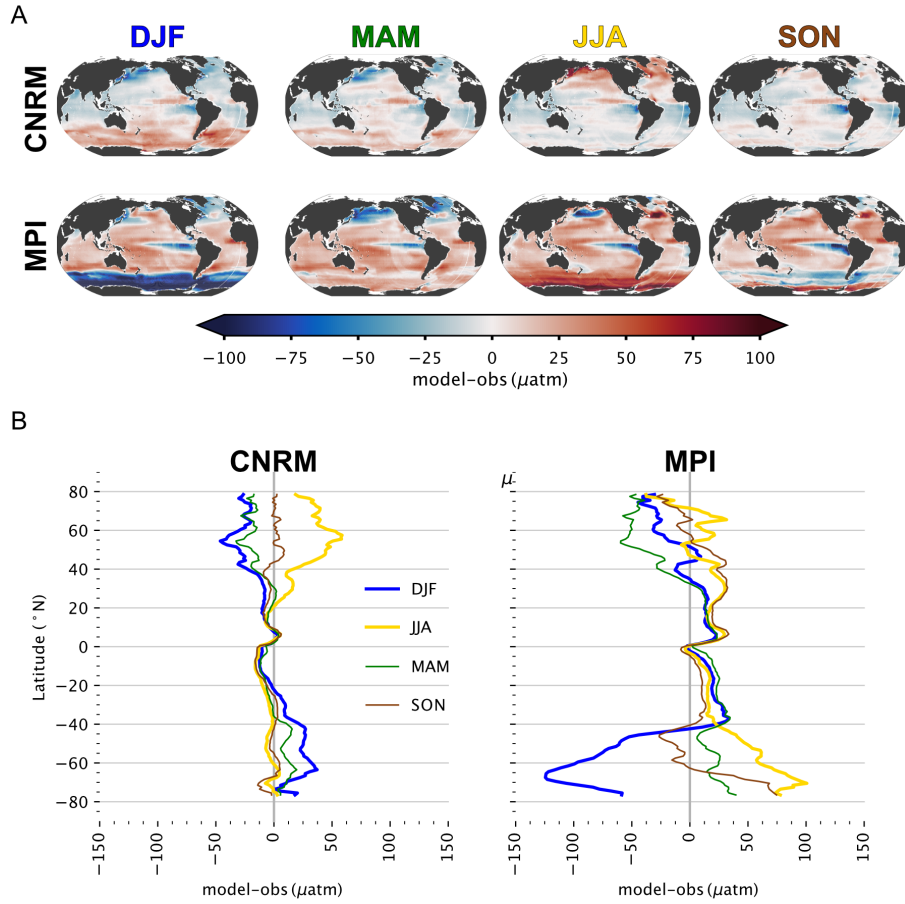 A
DJF MAM JJA SON
CNRM
MPI
−100 −75 −50 −25 0 25 50 75 100
model-obs (μatm)
B
CNRM
80
60
40
20
0
−20
−40
−60
−80
Latitude (°N)
DJF
JJA
MAM
SON
−150 −100 −50 0 50 100 150
model-obs (μatm)
MPI
μ
−150 −100 −50 0 50 100 150
model-obs (μatm)